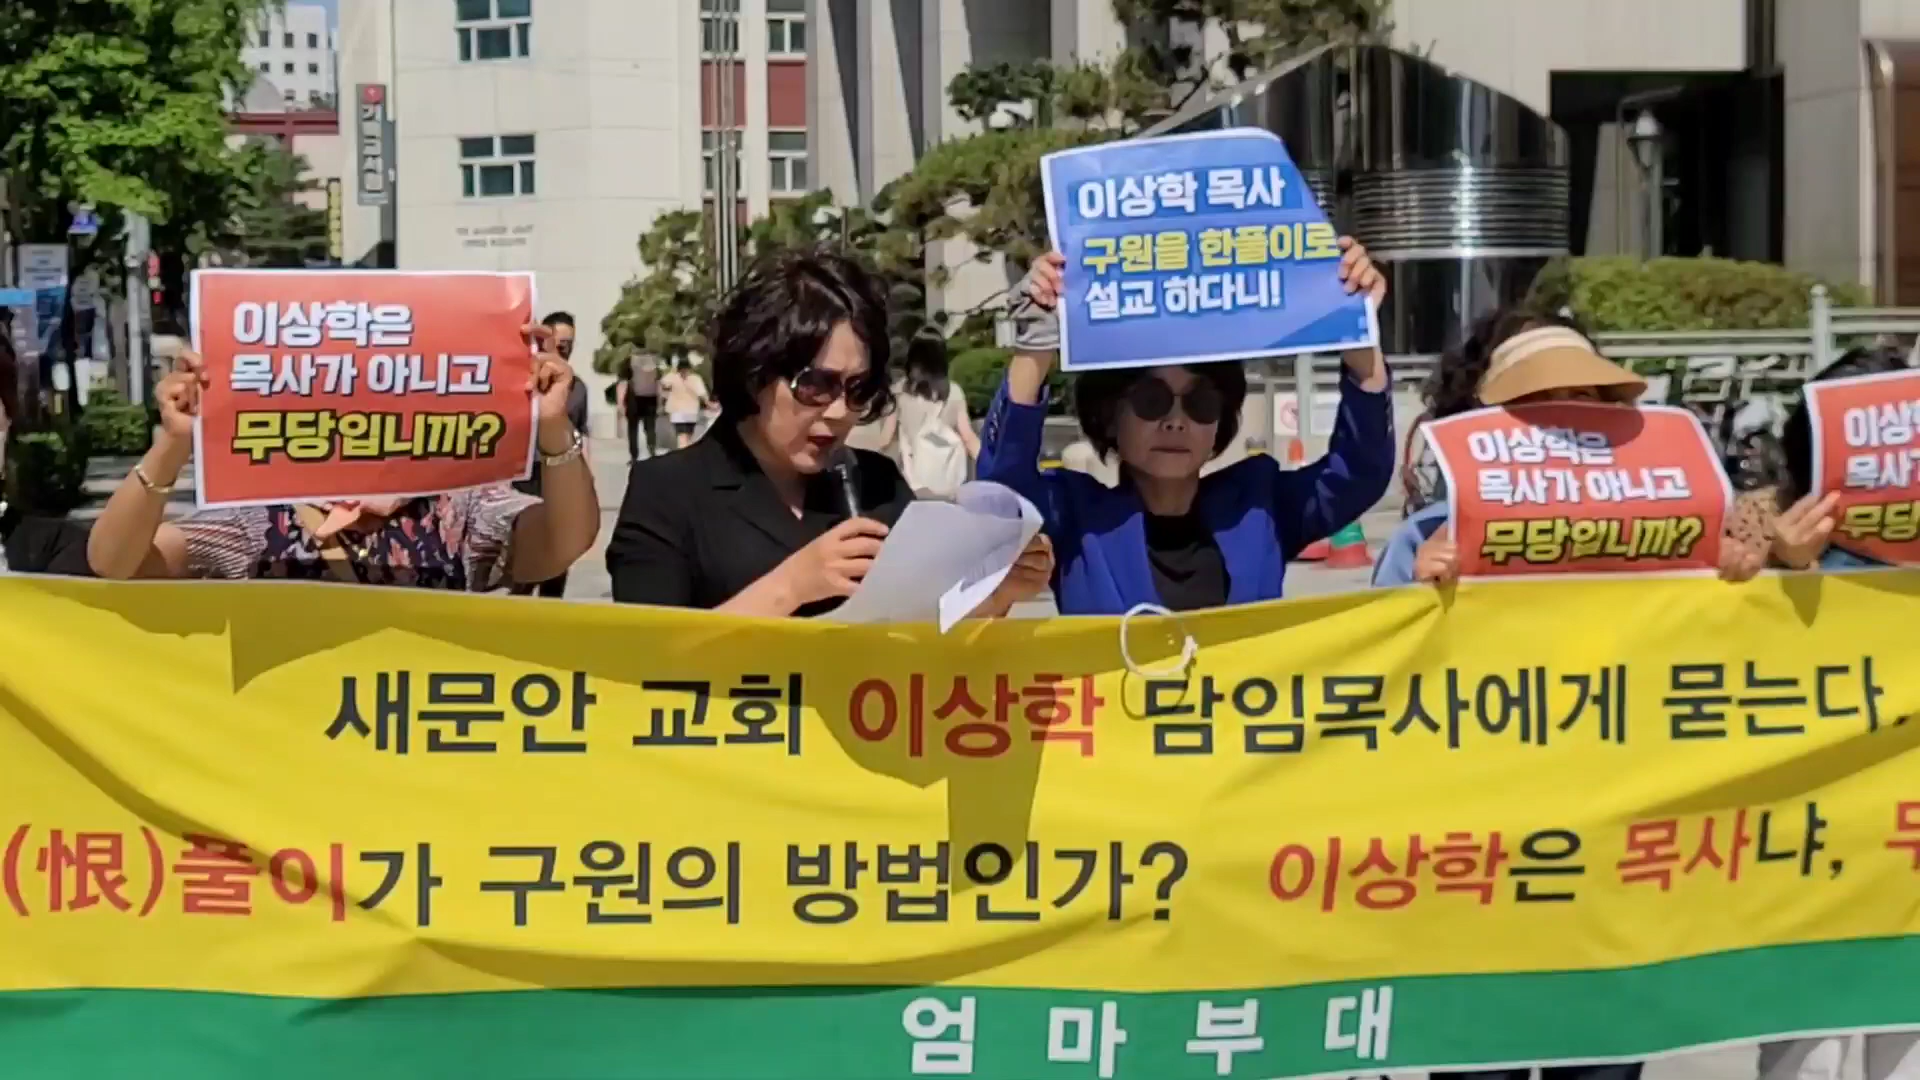 이상학은
목사가 아니고
무당입니까?
이상학 목사
구원을 한풀이로
설교 하다니!
이상학은
목사가 아니고
무당입니까?
이상
목사
무당
새문안 교회 이상학 담임목사에게 묻는다.
(恨)풀이가 구원의 방법인가? 이상학은 목사냐,
엄마부대